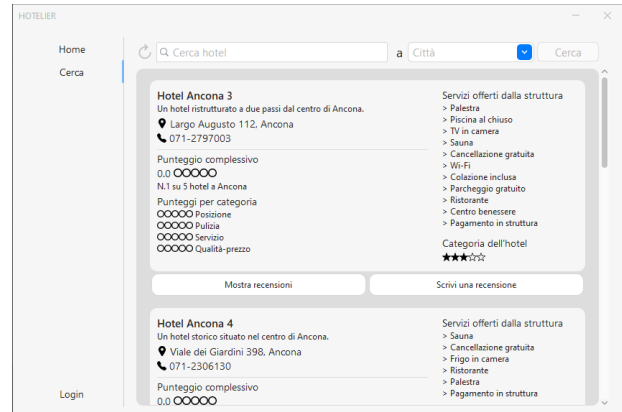 HOTELIER
Home
Cerca
Login
Cerca hotel
a
Città
Cerca
Hotel Ancona 3
Un hotel ristrutturato a due passi dal centro di Ancona.
Largo Augusto 112, Ancona
071-2797003
Punteggio complessivo
0.0
N.1 su 5 hotel a Ancona
Punteggi per categoria
Posizione
Pulizia
Servizio
Qualità-prezzo
Servizi offerti dalla struttura
> Palestra
> Piscina al chiuso
> TV in camera
> Sauna
> Cancellazione gratuita
> Wi-Fi
> Colazione inclusa
> Parcheggio gratuito
> Ristorante
> Centro benessere
> Pagamento in struttura
Categoria dell'hotel
★★★☆☆
Mostra recensioni
Scrivi una recensione
Hotel Ancona 4
Un hotel storico situato nel centro di Ancona.
Viale dei Giardini 398, Ancona
071-2306130
Punteggio complessivo
0.0
Servizi offerti dalla struttura
> Sauna
> Cancellazione gratuita
> Frigo in camera
> Ristorante
> Palestra
> Pagamento in struttura